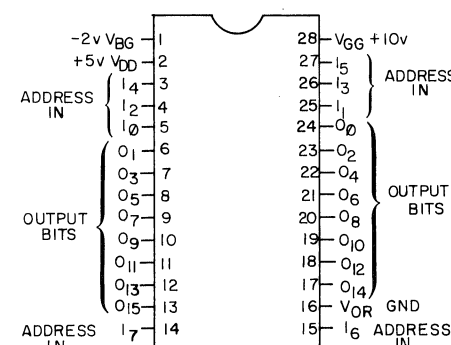 -2v VBG 1 28 VGG +10v
+5v VDD 2 27 I5
ADDRESS IN I4 3 26 I3 ADDRESS IN
I2 4 25 I1
IØ 5 24 OØ
O1 6 23 O2
O3 7 22 O4
O5 8 21 O6
OUTPUT BITS O7 9 20 O8 OUTPUT BITS
O9 10 19 O10
O11 11 18 O12
O13 12 17 O14
O15 13 16 VOR GND
ADDRESS I7 14 15 I6 ADDRESS